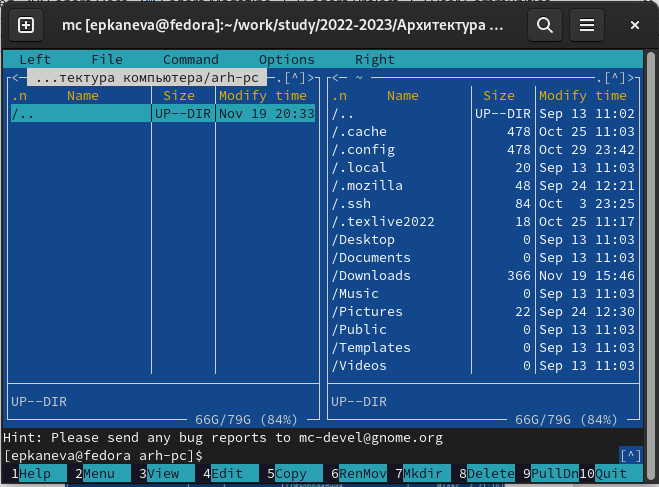 mc [epkaneva@fedora]:~/work/study/2022-2023/Архитектура ...
Left File Command Options Right
<─ ...тектура компьютера/arh-pc ─.[^]>
.n Name Size Modify time
/.. UP--DIR Nov 19 20:33
UP--DIR
66G/79G (84%)
<─ ~ ─.[^]>
.n Name Size Modify time
/.. UP--DIR Sep 13 11:02
/.cache 478 Oct 25 11:03
/.config 478 Oct 29 23:42
/.local 20 Sep 13 11:03
/.mozilla 48 Sep 24 12:21
/.ssh 84 Oct 3 23:25
/.texlive2022 18 Oct 25 11:17
/Desktop 0 Sep 13 11:03
/Documents 0 Sep 13 11:03
/Downloads 366 Nov 19 15:46
/Music 0 Sep 13 11:03
/Pictures 22 Sep 24 12:30
/Public 0 Sep 13 11:03
/Templates 0 Sep 13 11:03
/Videos 0 Sep 13 11:03
UP--DIR
66G/79G (84%)
Hint: Please send any bug reports to mc-devel@gnome.org
[epkaneva@fedora arh-pc]$ [^]
1Help 2Menu 3View 4Edit 5Copy 6RenMov 7Mkdir 8Delete 9PullDn 10Quit